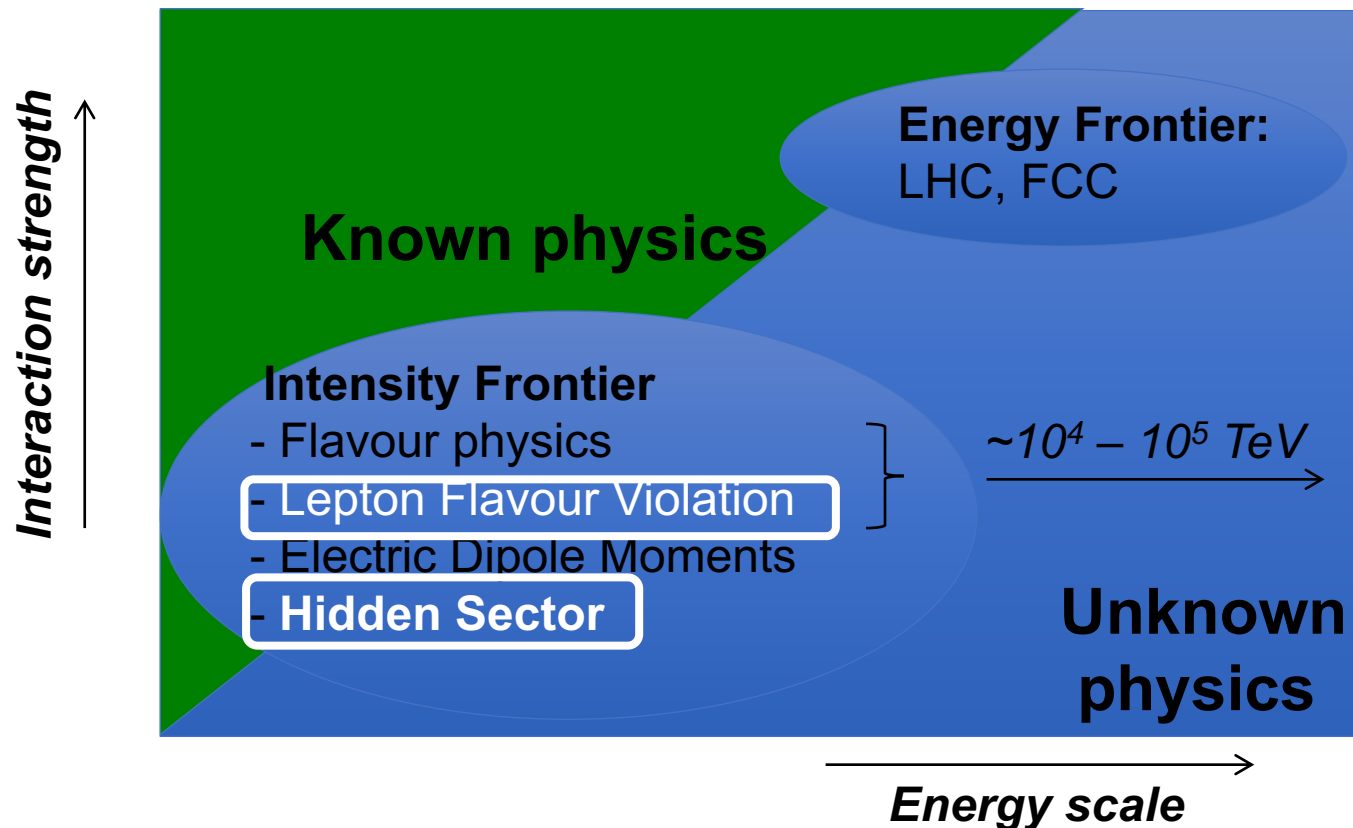 Interaction strength
Energy Frontier:
LHC, FCC
Known physics
Intensity Frontier
- Flavour physics
- Lepton Flavour Violation
- Electric Dipole Moments
- Hidden Sector
~10⁴ – 10⁵ TeV
Unknown
physics
Energy scale